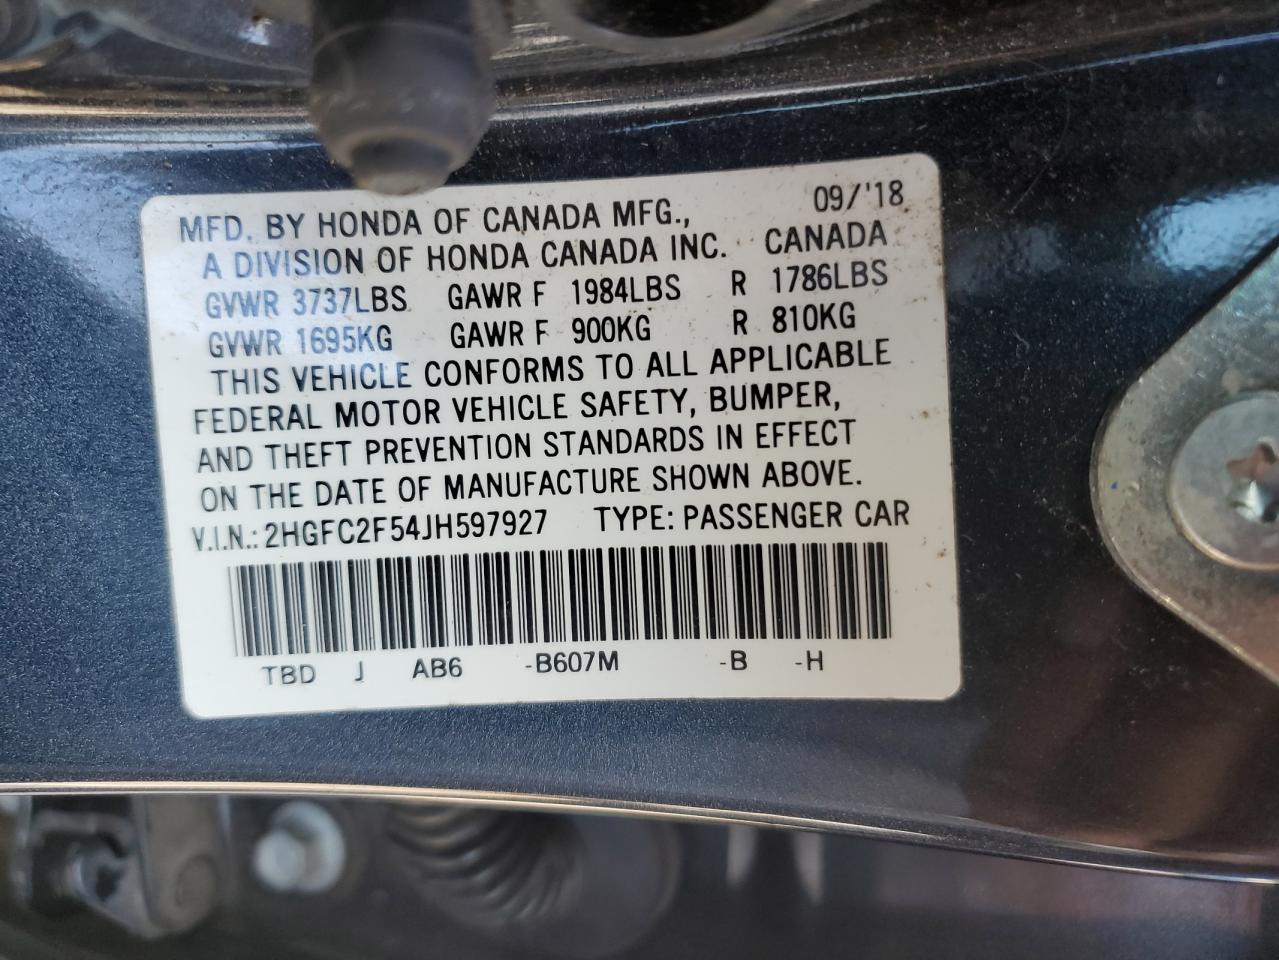 09/'18
MFD. BY HONDA OF CANADA MFG.,
A DIVISION OF HONDA CANADA INC. CANADA
GVWR 3737LBS GAWR F 1984LBS R 1786LBS
GVWR 1695KG GAWR F 900KG R 810KG
THIS VEHICLE CONFORMS TO ALL APPLICABLE
FEDERAL MOTOR VEHICLE SAFETY, BUMPER,
AND THEFT PREVENTION STANDARDS IN EFFECT
ON THE DATE OF MANUFACTURE SHOWN ABOVE.
V.I.N.: 2HGFC2F54JH597927 TYPE: PASSENGER CAR
TBD J AB6 -B607M -B -H